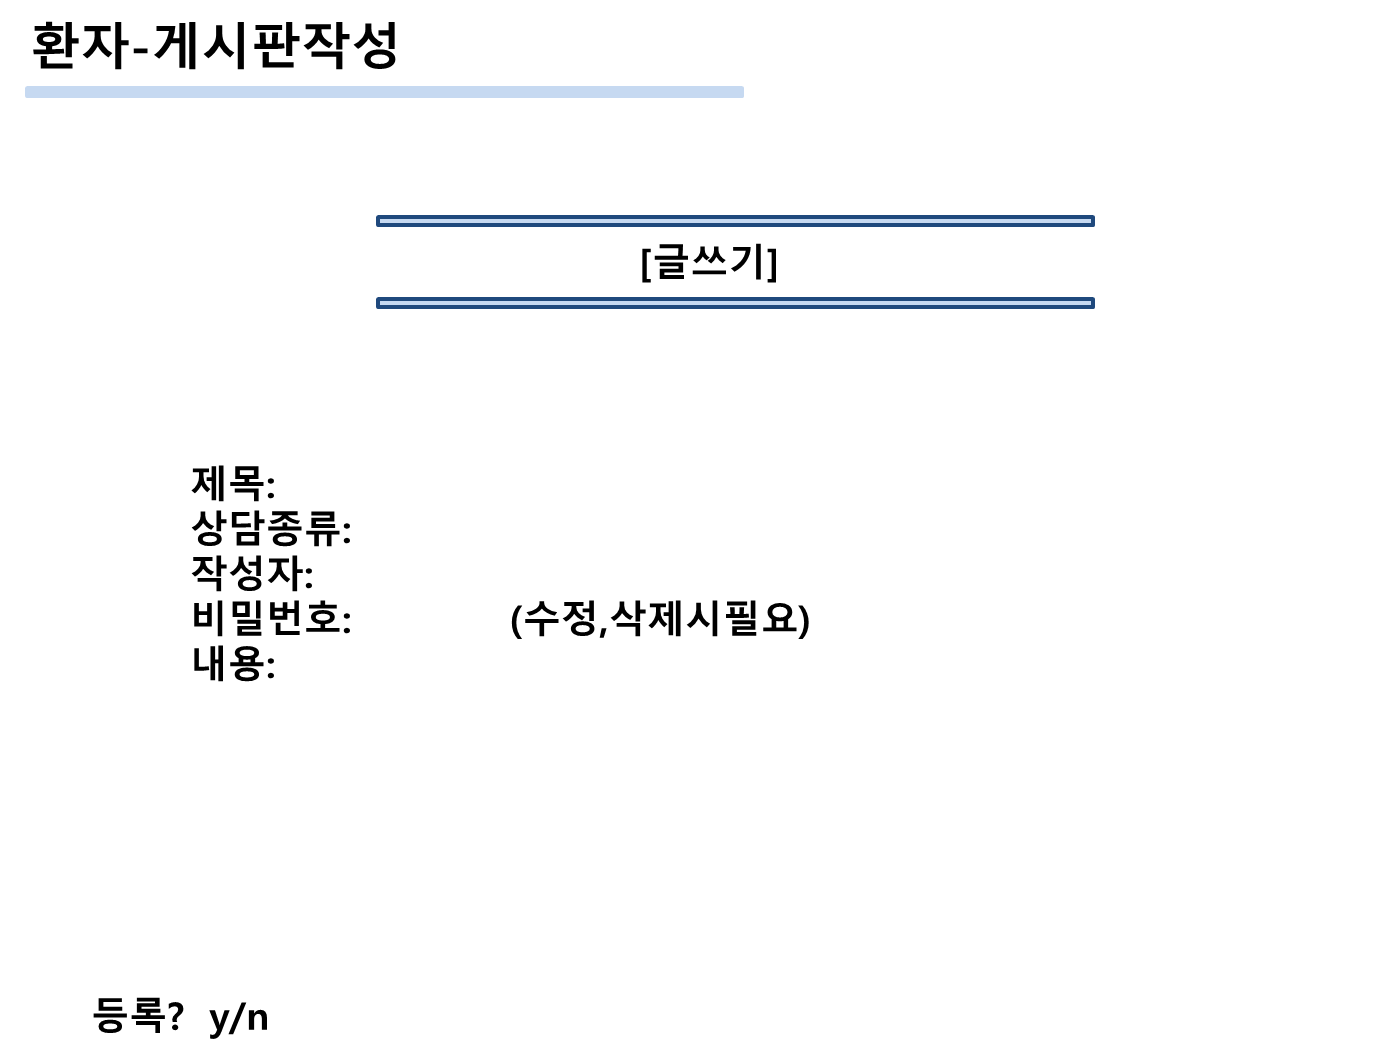 환자-게시판작성
[글쓰기]
제목:
상담종류:
작성자:
비밀번호: (수정,삭제시필요)
내용:
등록? y/n